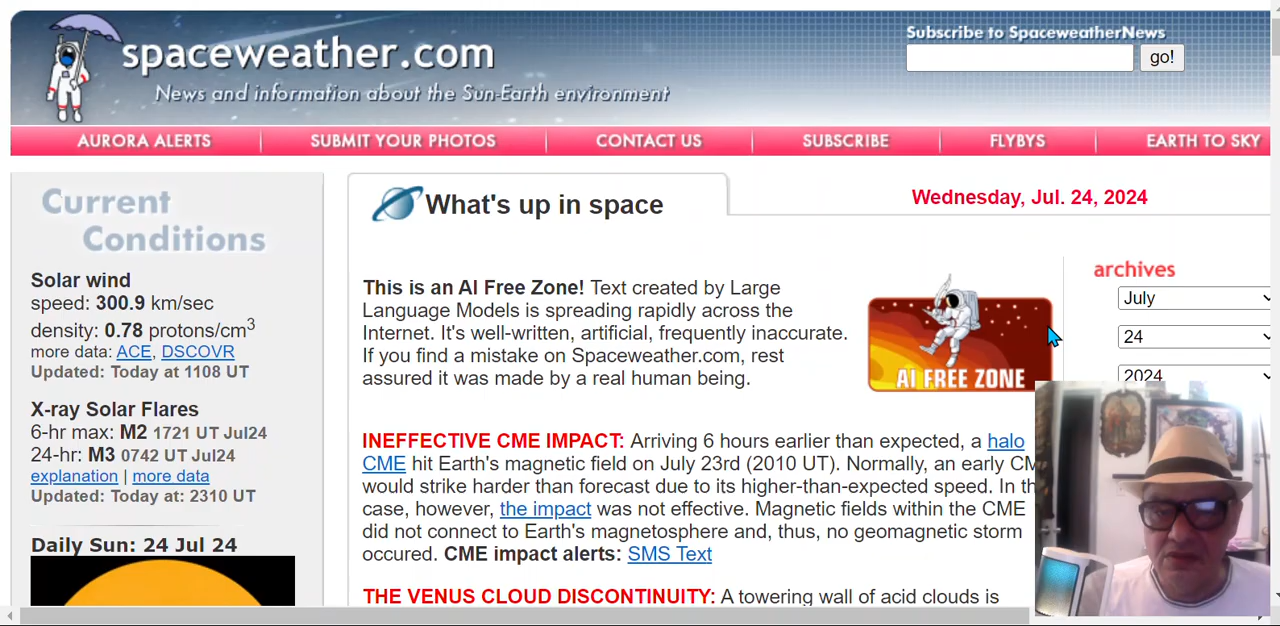 spaceweather.com
News and information about the Sun-Earth environment
Subscribe to SpaceweatherNews
go!
AURORA ALERTS
SUBMIT YOUR PHOTOS
CONTACT US
SUBSCRIBE
FLYBYS
EARTH TO SKY
Current
Conditions
Solar wind
speed: 300.9 km/sec
density: 0.78 protons/cm3
more data: ACE, DSCOVR
Updated: Today at 1108 UT
X-ray Solar Flares
6-hr max: M2 1721 UT Jul24
24-hr: M3 0742 UT Jul24
explanation | more data
Updated: Today at: 2310 UT
Daily Sun: 24 Jul 24
What's up in space
Wednesday, Jul. 24, 2024
This is an AI Free Zone! Text created by Large
Language Models is spreading rapidly across the
Internet. It's well-written, artificial, frequently inaccurate.
If you find a mistake on Spaceweather.com, rest
assured it was made by a real human being.
AI FREE ZONE
archives
July
24
2024
INEFFECTIVE CME IMPACT: Arriving 6 hours earlier than expected, a halo
CME hit Earth's magnetic field on July 23rd (2010 UT). Normally, an early
would strike harder than forecast due to its higher-than-expected speed. In
case, however, the impact was not effective. Magnetic fields within the CME
did not connect to Earth's magnetosphere and, thus, no geomagnetic storm
occured. CME impact alerts: SMS Text
THE VENUS CLOUD DISCONTINUITY: A towering wall of acid clouds is